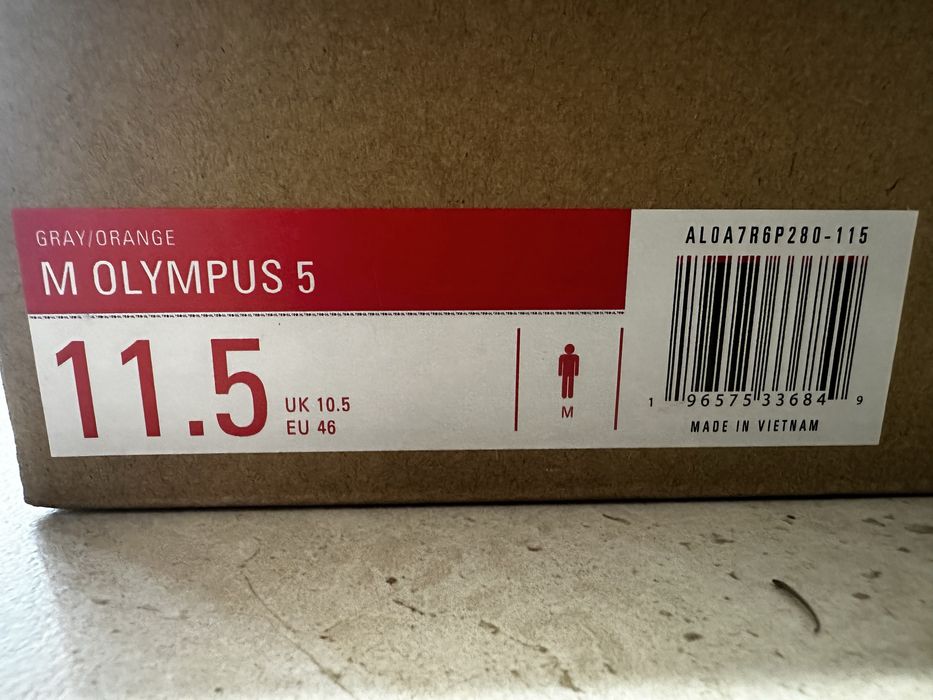 GRAY/ORANGE
M OLYMPUS 5
11.5
UK 10.5
EU 46
M
AL0A7R6P280-115
1 96575 33684 9
MADE IN VIETNAM